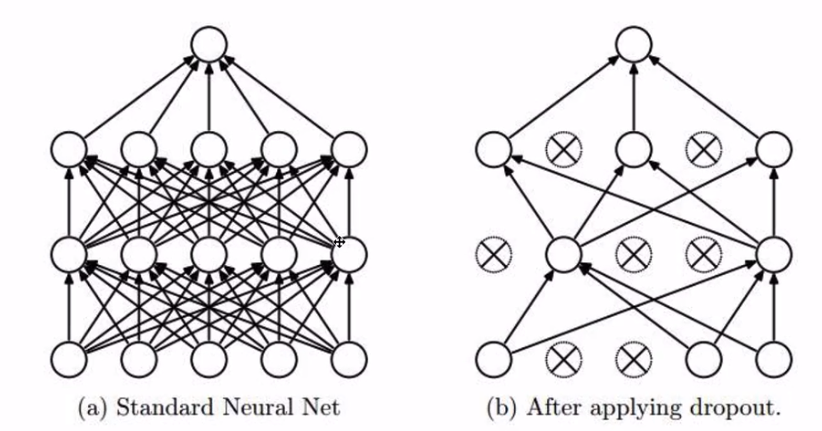 (a) Standard Neural Net
(b) After applying dropout.